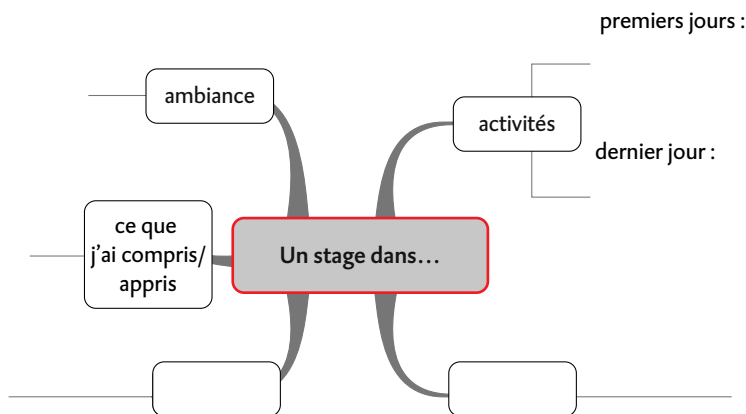 premiers jours :
ambiance
activités
dernier jour :
ce que
j'ai compris/
appris
Un stage dans…